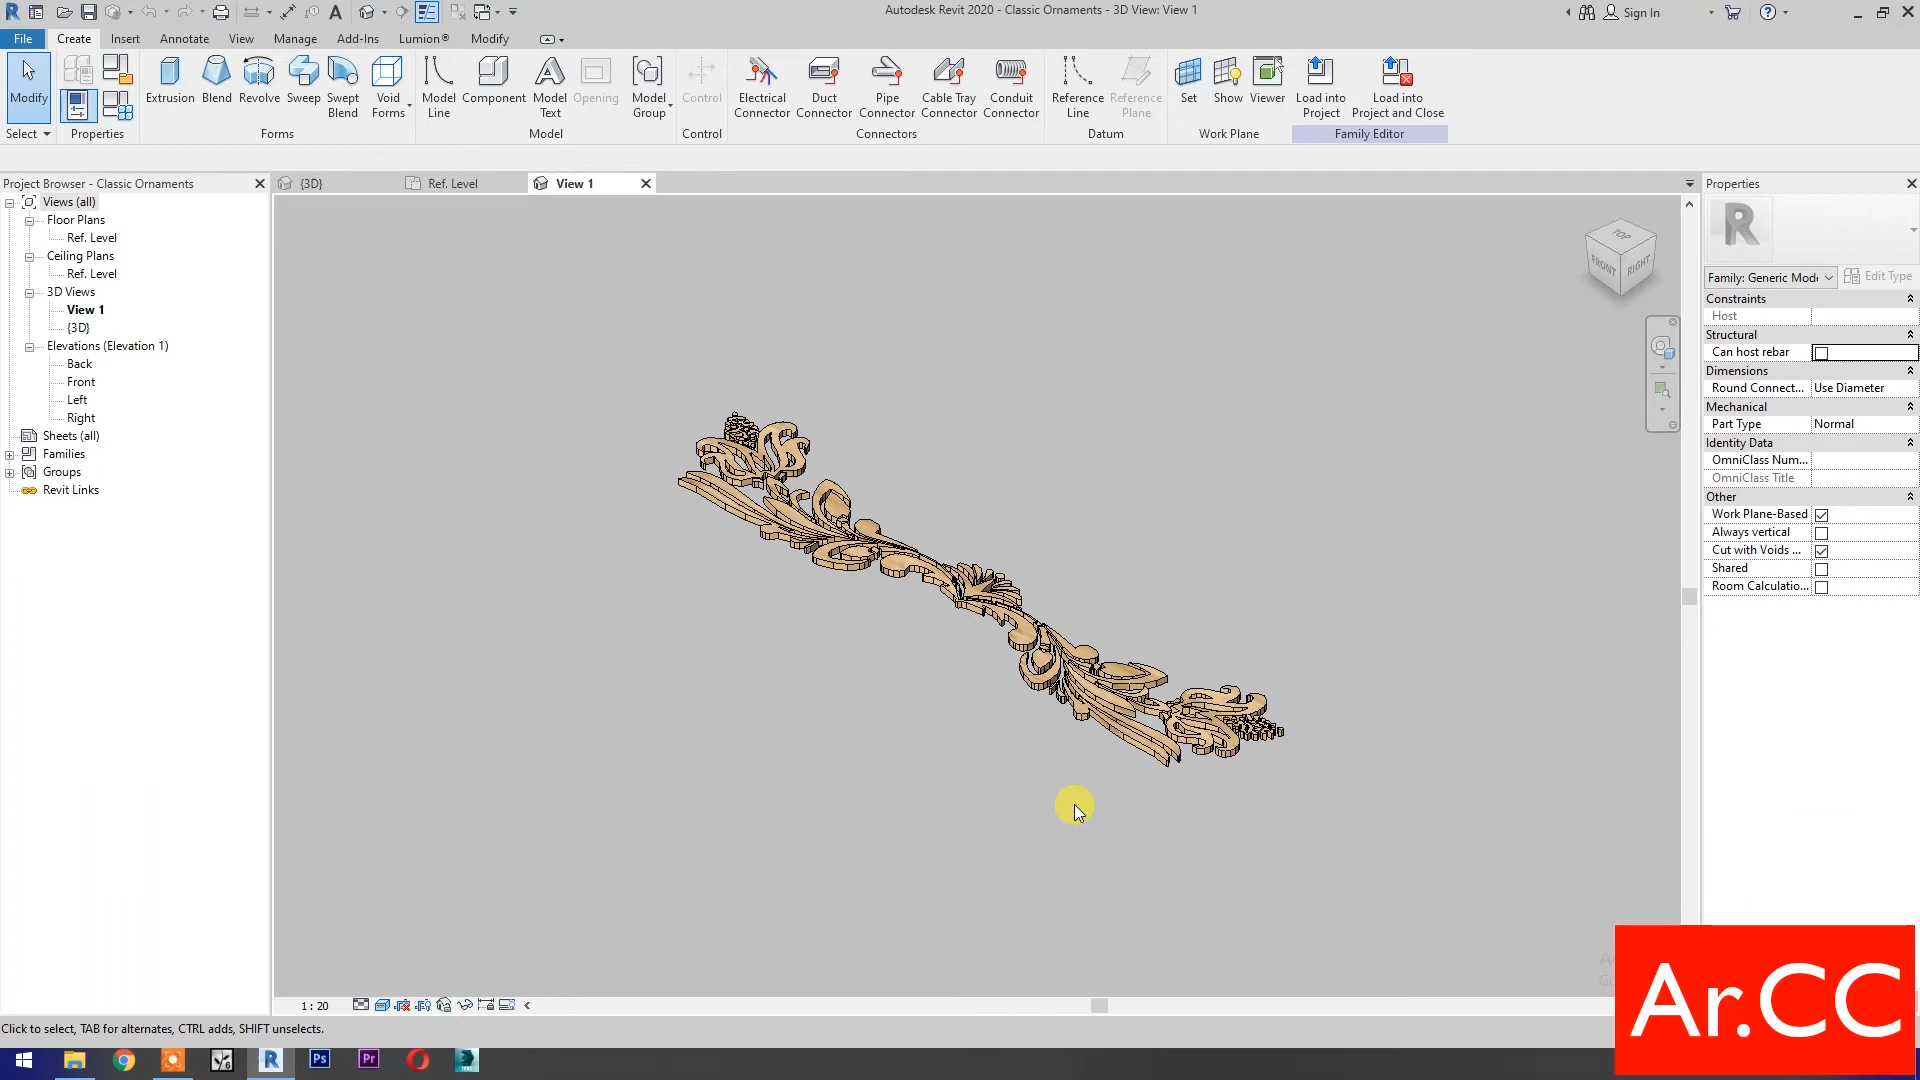 Autodesk Revit 2020 - Classic Ornaments - 3D View: View 1
Sign In
File Create Insert Annotate View Manage Add-Ins Lumion® Modify
Modify
Select
Properties
Extrusion Blend Revolve Sweep Swept Blend Void Forms
Forms
Model Line Component Model Text Opening Model Group
Model
Control
Control
Electrical Connector Duct Connector Pipe Connector Cable Tray Connector Conduit Connector
Connectors
Reference Line Reference Plane
Datum
Set Show Viewer
Work Plane
Load into Project Load into Project and Close
Family Editor
Project Browser - Classic Ornaments
{3D}
Ref. Level
View 1
Properties
Views (all)
Floor Plans
Ref. Level
Ceiling Plans
Ref. Level
3D Views
View 1
{3D}
Elevations (Elevation 1)
Back
Front
Left
Right
Sheets (all)
Families
Groups
Revit Links
TOP
FRONT
RIGHT
Family: Generic Mode
Edit Type
Constraints
Host
Structural
Can host rebar
Dimensions
Round Connect... Use Diameter
Mechanical
Part Type Normal
Identity Data
OmniClass Num...
OmniClass Title
Other
Work Plane-Based
Always vertical
Cut with Voids ...
Shared
Room Calculatio...
1 : 20
Click to select, TAB for alternates, CTRL adds, SHIFT unselects.
Ar.CC
Ps
Pr